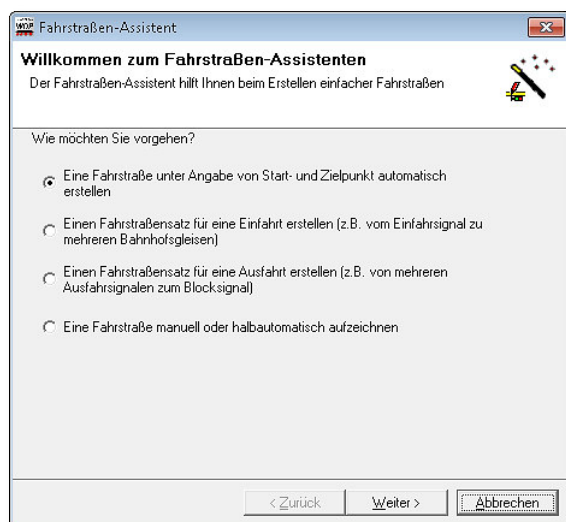 WDP Fahrstraßen-Assistent
Willkommen zum Fahrstraßen-Assistenten
Der Fahrstraßen-Assistent hilft Ihnen beim Erstellen einfacher Fahrstraßen
Wie möchten Sie vorgehen?
Eine Fahrstraße unter Angabe von Start- und Zielpunkt automatisch
erstellen
Einen Fahrstraßensatz für eine Einfahrt erstellen (z.B. vom Einfahrsignal zu
mehreren Bahnhofsgleisen)
Einen Fahrstraßensatz für eine Ausfahrt erstellen (z.B. von mehreren
Ausfahrsignalen zum Blocksignal)
Eine Fahrstraße manuell oder halbautomatisch aufzeichnen
< Zurück Weiter > Abbrechen